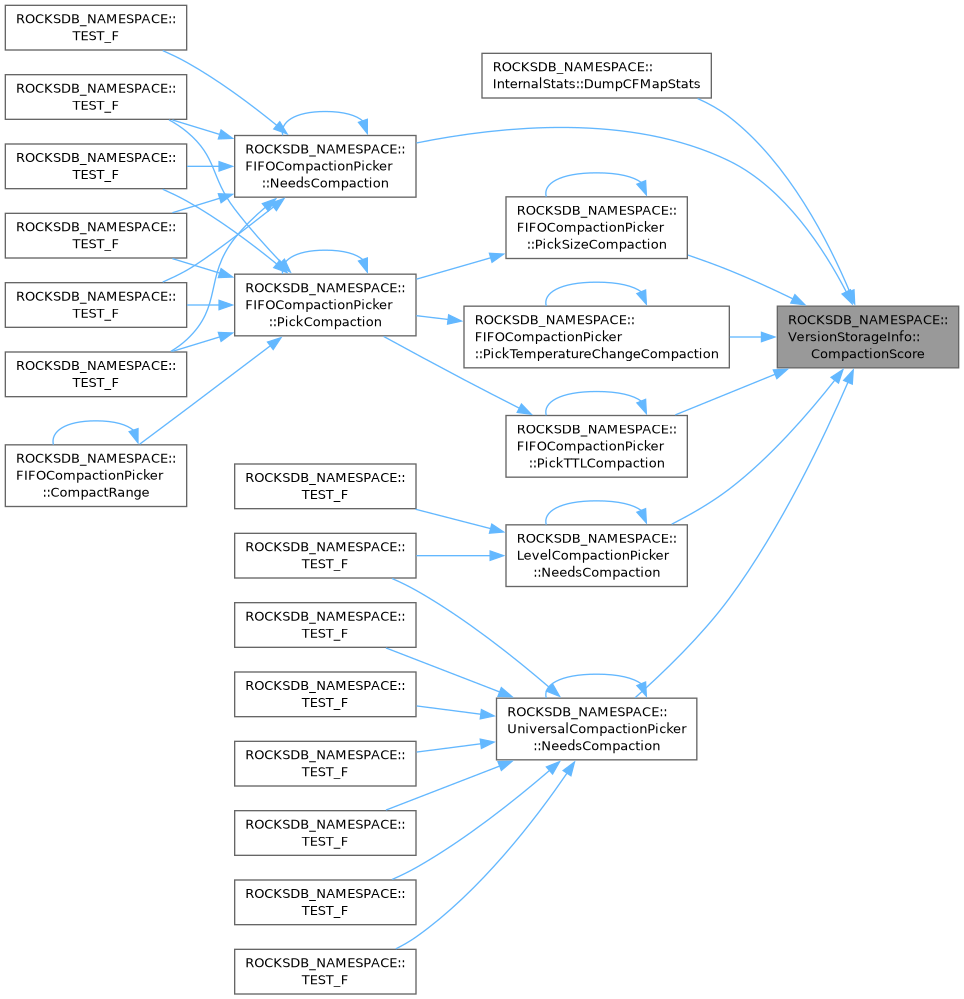 ROCKSDB_NAMESPACE::
TEST_F
ROCKSDB_NAMESPACE::
TEST_F
ROCKSDB_NAMESPACE::
TEST_F
ROCKSDB_NAMESPACE::
TEST_F
ROCKSDB_NAMESPACE::
TEST_F
ROCKSDB_NAMESPACE::
TEST_F
ROCKSDB_NAMESPACE::
FIFOCompactionPicker
::CompactRange
ROCKSDB_NAMESPACE::
FIFOCompactionPicker
::NeedsCompaction
ROCKSDB_NAMESPACE::
FIFOCompactionPicker
::PickCompaction
ROCKSDB_NAMESPACE::
TEST_F
ROCKSDB_NAMESPACE::
TEST_F
ROCKSDB_NAMESPACE::
TEST_F
ROCKSDB_NAMESPACE::
TEST_F
ROCKSDB_NAMESPACE::
TEST_F
ROCKSDB_NAMESPACE::
TEST_F
ROCKSDB_NAMESPACE::
TEST_F
ROCKSDB_NAMESPACE::
TEST_F
ROCKSDB_NAMESPACE::
InternalStats::DumpCFMapStats
ROCKSDB_NAMESPACE::
FIFOCompactionPicker
::PickSizeCompaction
ROCKSDB_NAMESPACE::
FIFOCompactionPicker
::PickTemperatureChangeCompaction
ROCKSDB_NAMESPACE::
FIFOCompactionPicker
::PickTTLCompaction
ROCKSDB_NAMESPACE::
LevelCompactionPicker
::NeedsCompaction
ROCKSDB_NAMESPACE::
UniversalCompactionPicker
::NeedsCompaction
ROCKSDB_NAMESPACE::
VersionStorageInfo::
CompactionScore